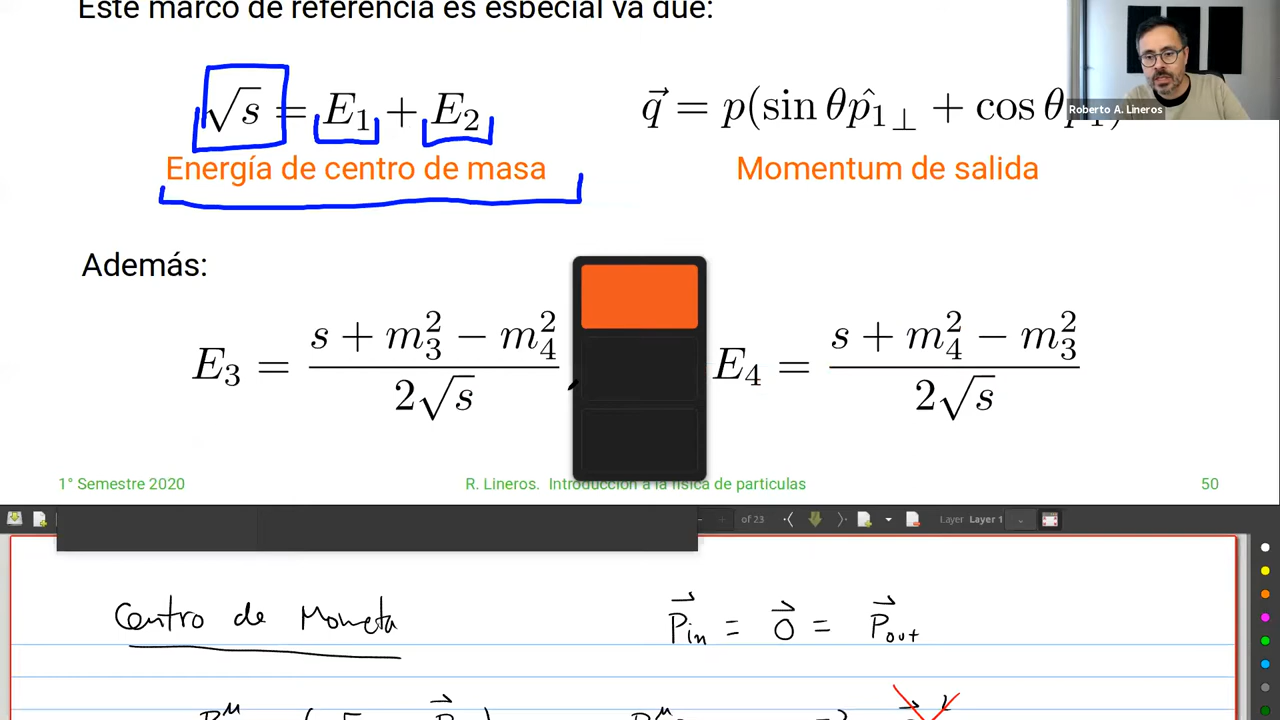 Este marco de referencia es especial ya que:
Roberto A. Lineros
√s = E₁ + E₂
q⃗ = p(sin θp̂₁⊥ + cos θ
Energía de centro de masa
Momentum de salida
Además:
E₃ = (s + m₃² − m₄²) / (2√s)
E₄ = (s + m₄² − m₃²) / (2√s)
1° Semestre 2020
R. Lineros. Introducción a la física de particulas
50
of 23
Layer Layer 1
Centro de Momentum
P⃗in = 0⃗ = P⃗out